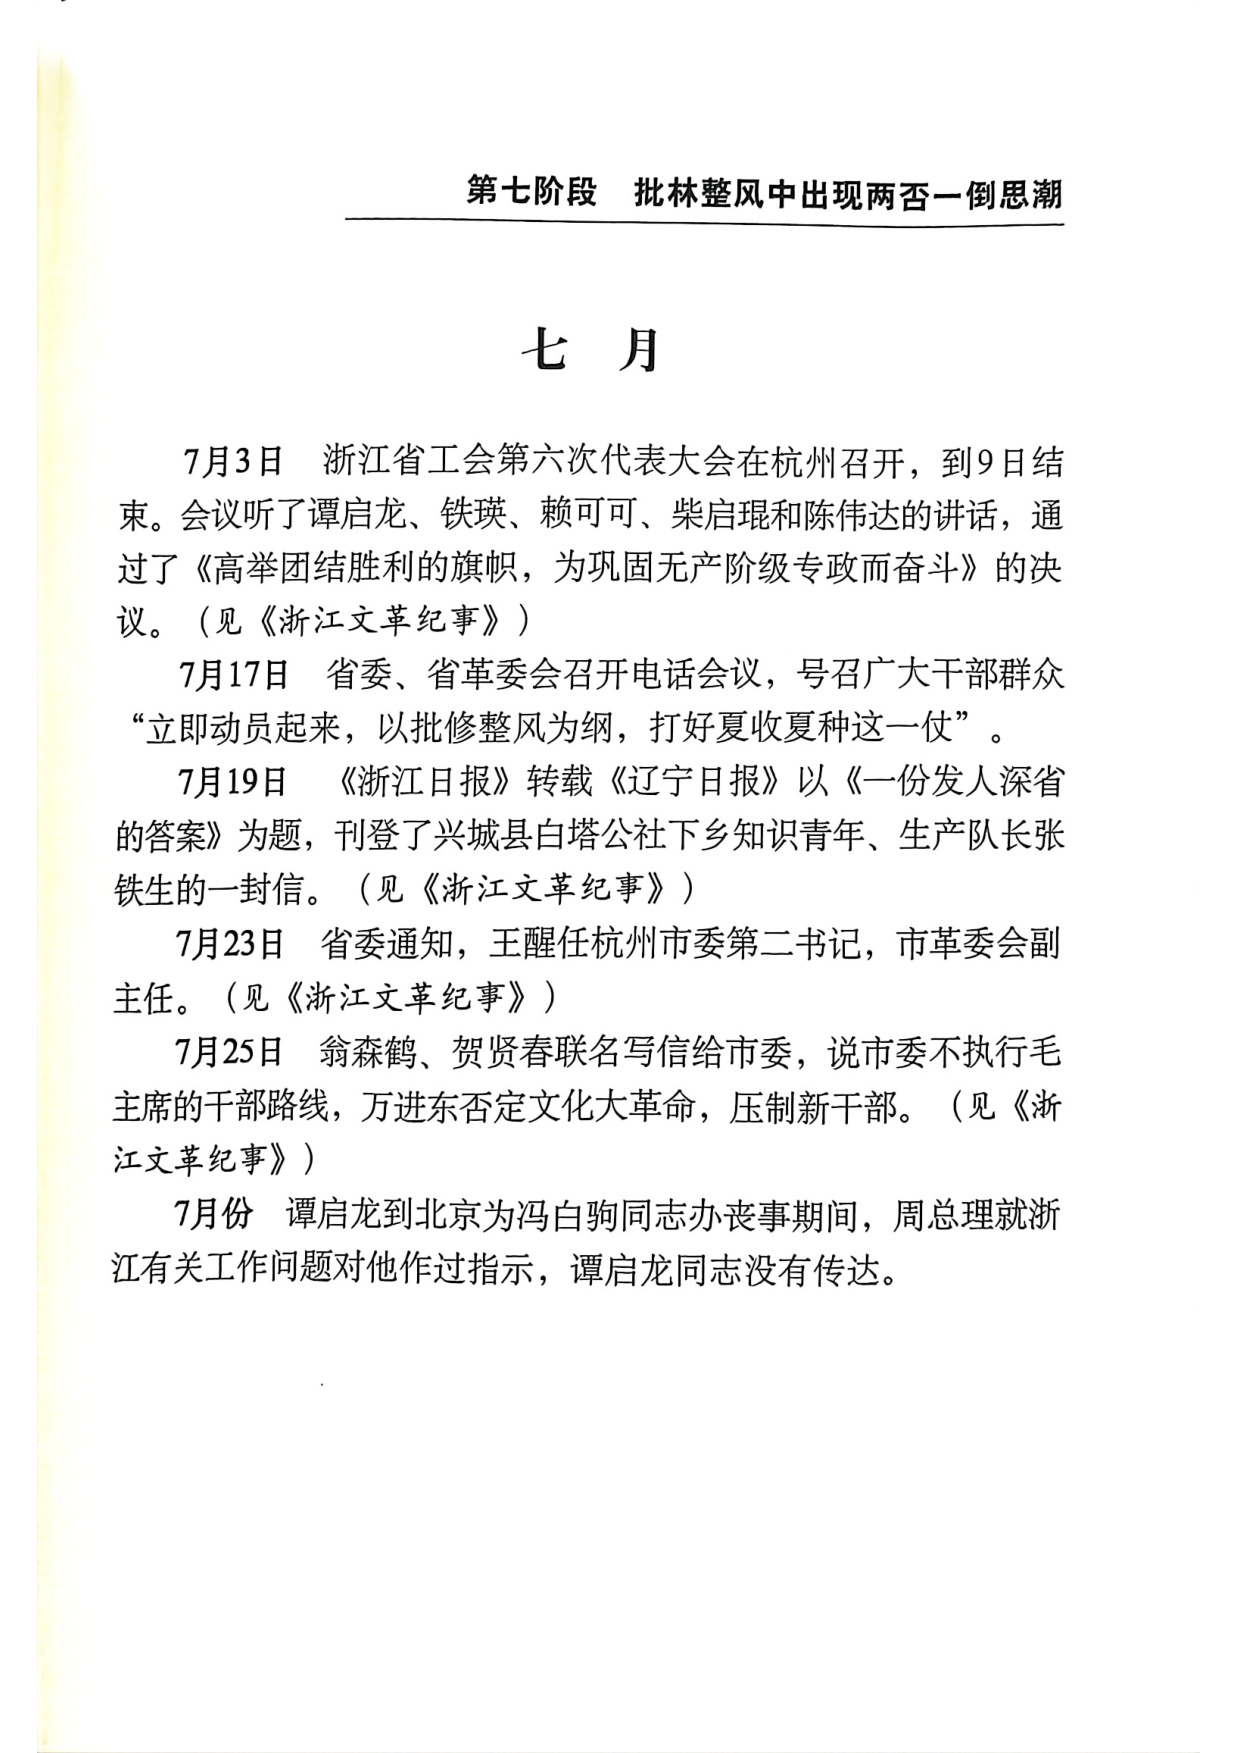 第七阶段 批林整风中出现两否一倒思潮
七 月
7月3日 浙江省工会第六次代表大会在杭州召开，到9日结
束。会议听了谭启龙、铁瑛、赖可可、柴启琨和陈伟达的讲话，通
过了《高举团结胜利的旗帜，为巩固无产阶级专政而奋斗》的决
议。（见《浙江文革纪事》）
7月17日 省委、省革委会召开电话会议，号召广大干部群众
“立即动员起来，以批修整风为纲，打好夏收夏种这一仗”。
7月19日 《浙江日报》转载《辽宁日报》以《一份发人深省
的答案》为题，刊登了兴城县白塔公社下乡知识青年、生产队长张
铁生的一封信。（见《浙江文革纪事》）
7月23日 省委通知，王醒任杭州市委第二书记，市革委会副
主任。（见《浙江文革纪事》）
7月25日 翁森鹤、贺贤春联名写信给市委，说市委不执行毛
主席的干部路线，万进东否定文化大革命，压制新干部。（见《浙
江文革纪事》）
7月份 谭启龙到北京为冯白驹同志办丧事期间，周总理就浙
江有关工作问题对他作过指示，谭启龙同志没有传达。